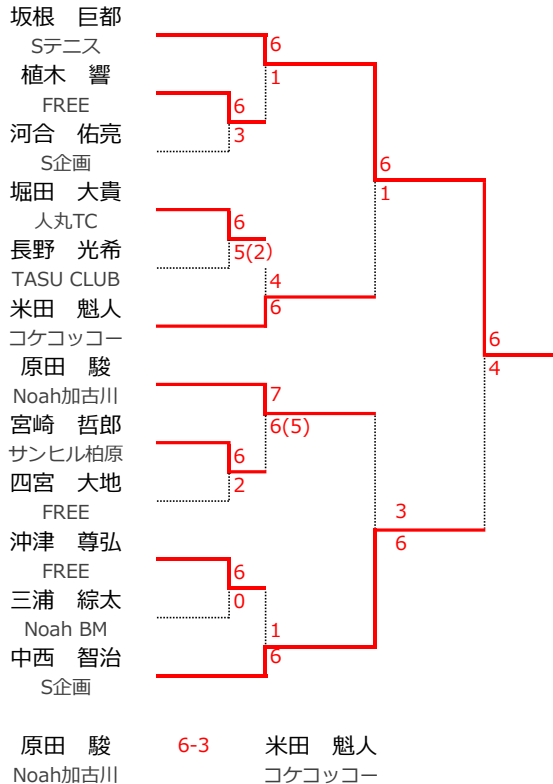 坂根　巨都
Sテニス
6
植木　響
1
FREE
6
河合　佑亮
3
S企画
6
堀田　大貴
1
人丸TC
6
長野　光希
5(2)
TASU CLUB
4
米田　魁人
6
コケコッコー
6
原田　駿
4
Noah加古川
7
宮崎　哲郎
6(5)
サンヒル柏原
6
四宮　大地
2
FREE
3
沖津　尊弘
6
FREE
6
三浦　綜太
0
Noah BM
1
中西　智治
6
S企画
原田　駿　6-3　米田　魁人
Noah加古川　コケコッコー